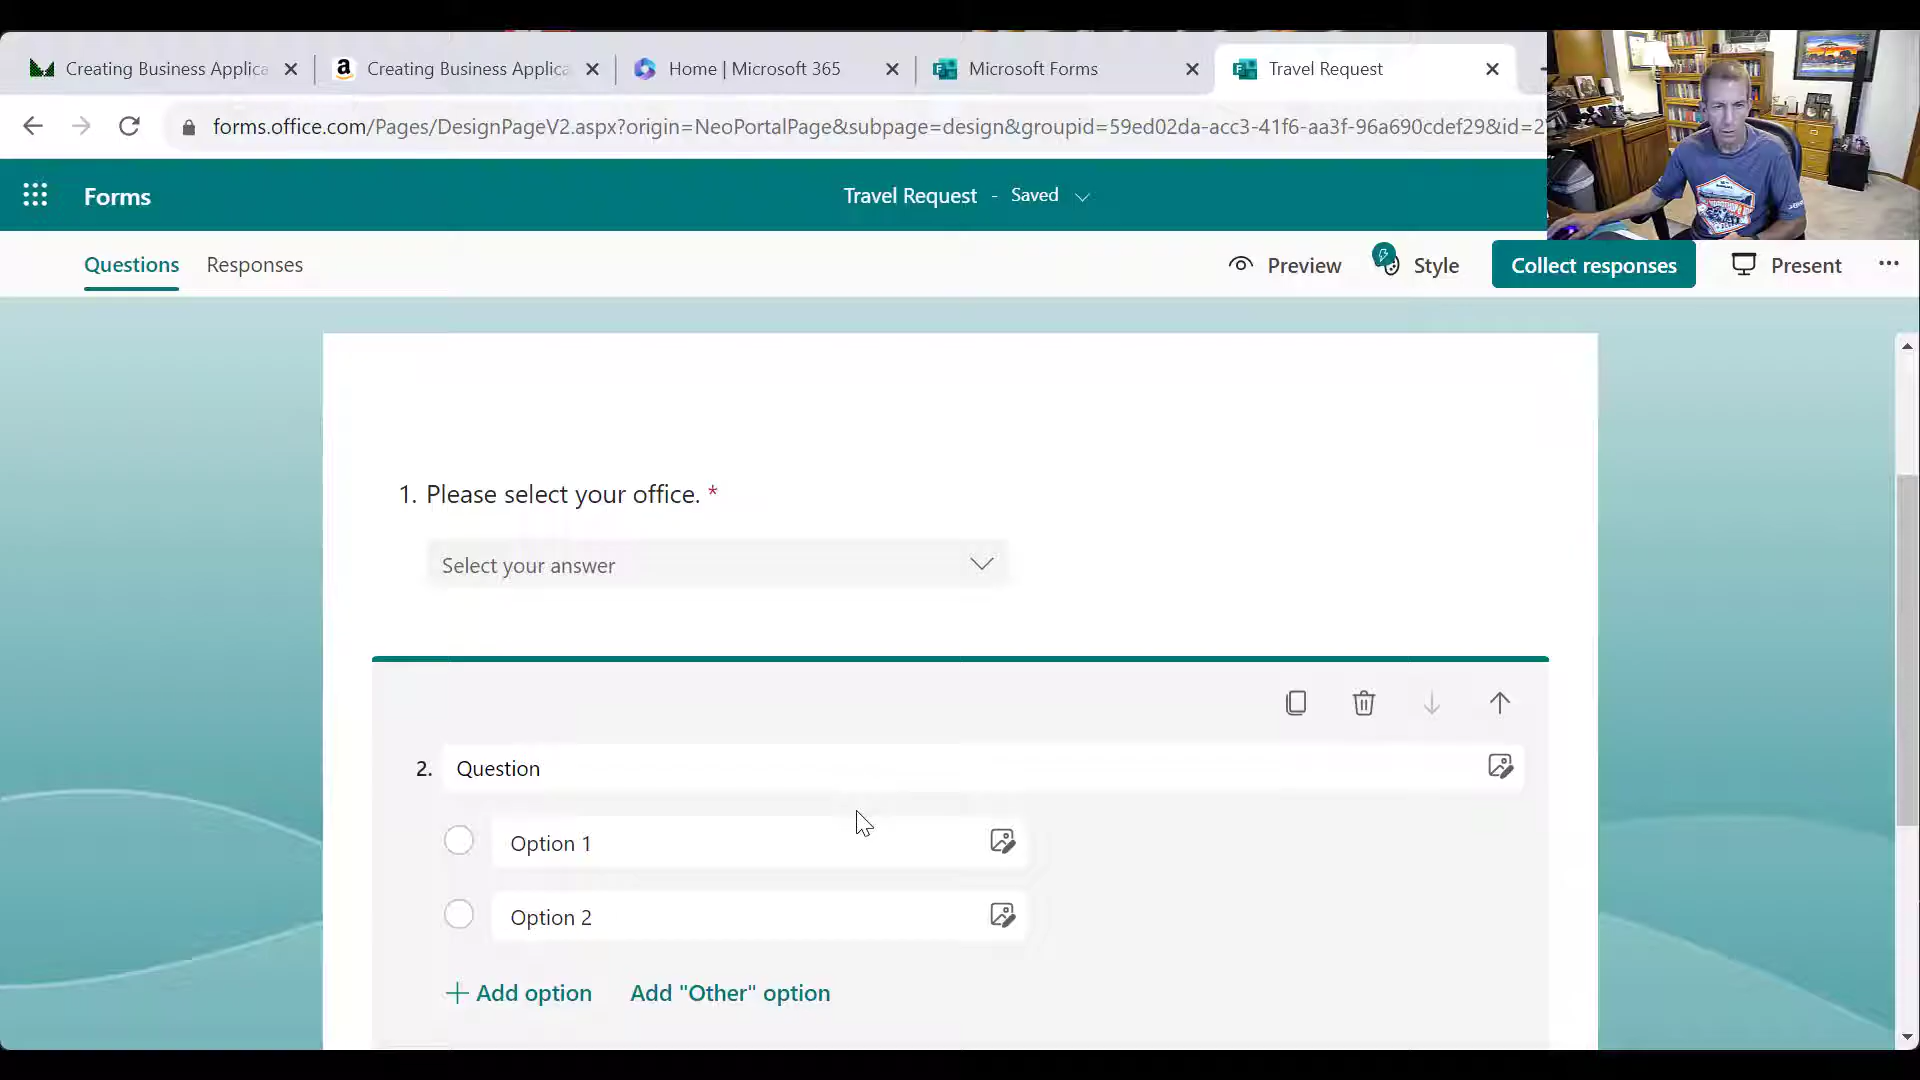 Creating Business Applica
Creating Business Applica
Home | Microsoft 365
Microsoft Forms
Travel Request
forms.office.com/Pages/DesignPageV2.aspx?origin=NeoPortalPage&subpage=design&groupid=59ed02da-acc3-41f6-aa3f-96a690cdef29&id=2
Forms
Travel Request - Saved
Questions
Responses
Preview
Style
Collect responses
Present
1. Please select your office. *
Select your answer
2. Question
Option 1
Option 2
+ Add option
Add "Other" option